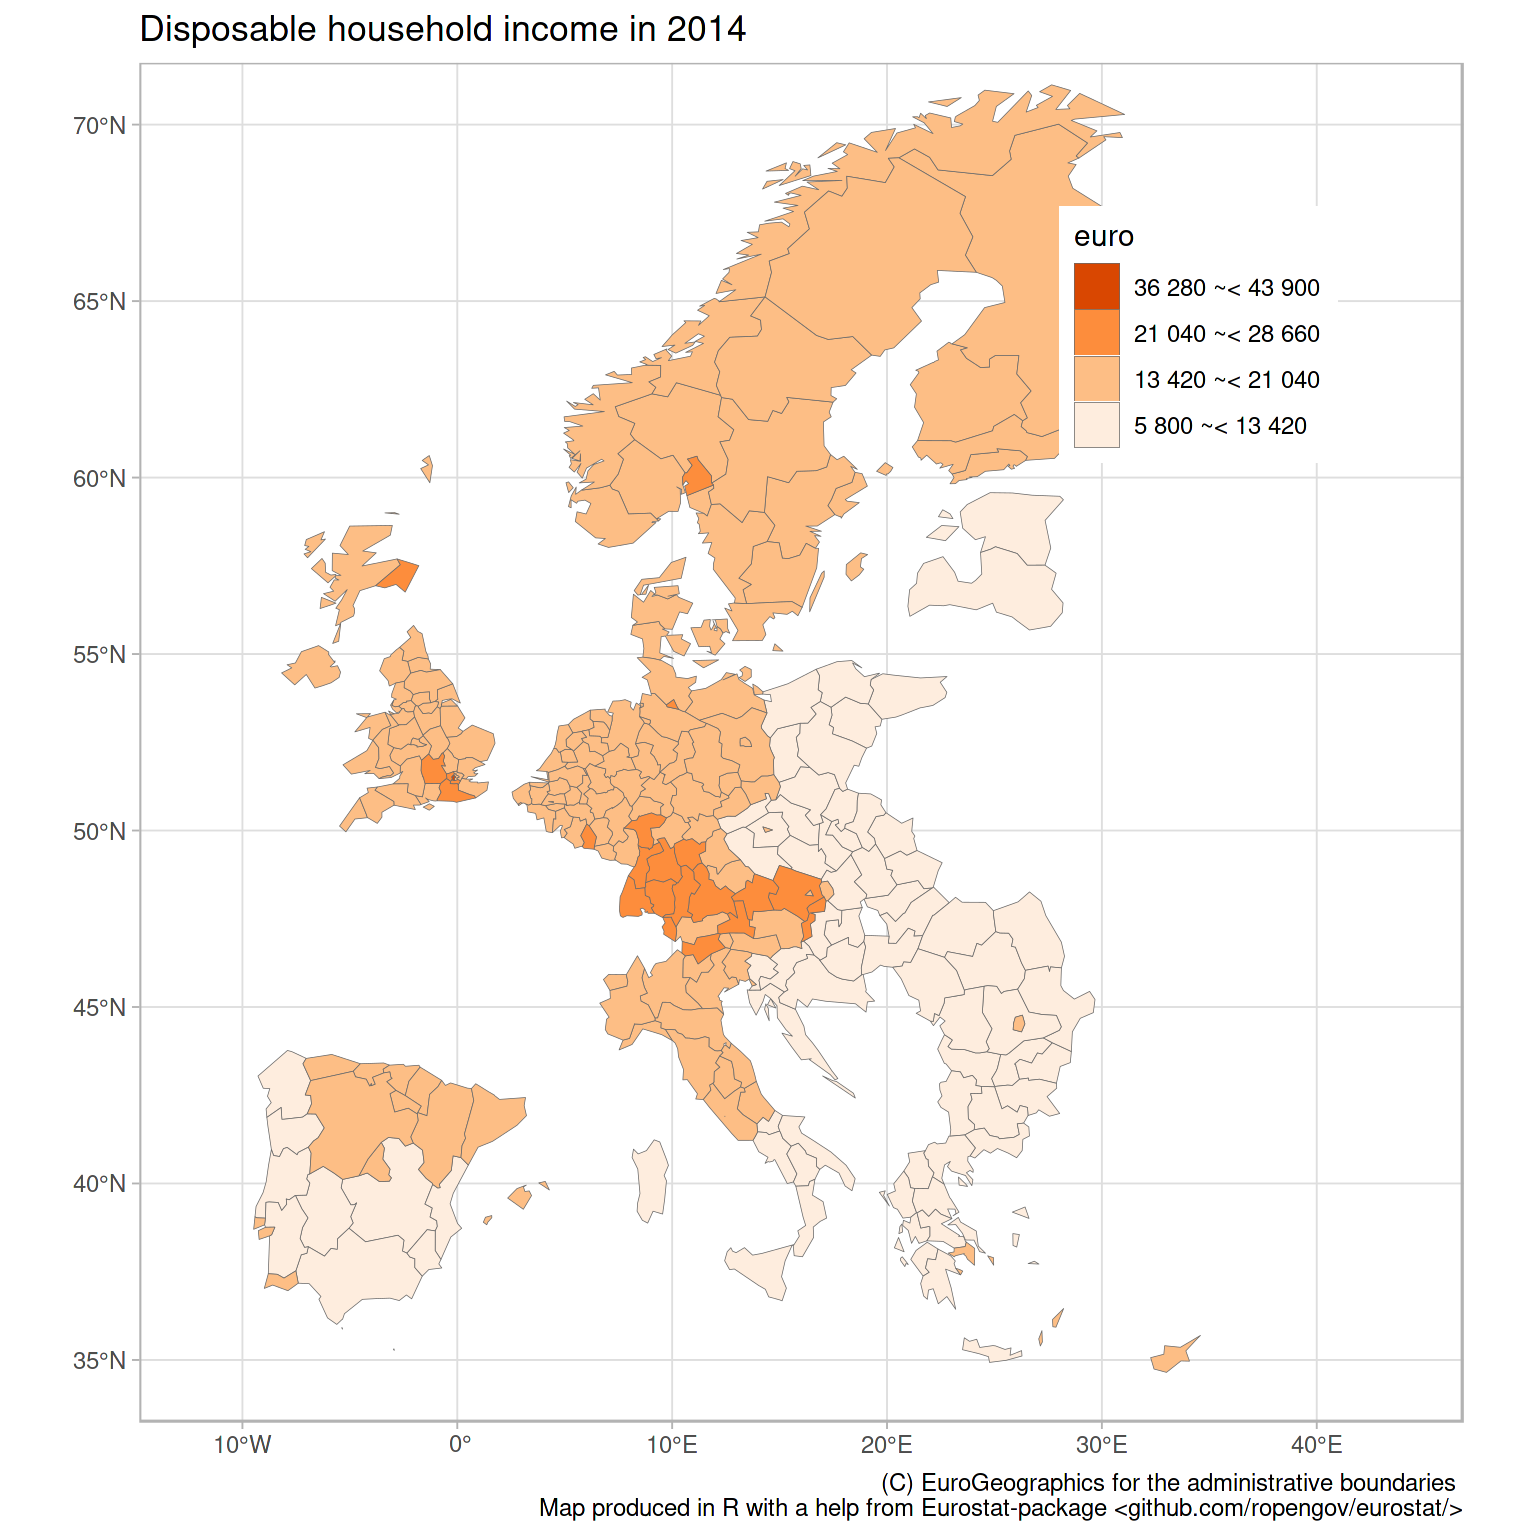 Disposable household income in 2014
70°N
65°N
60°N
55°N
50°N
45°N
40°N
35°N
euro
36 280 ~< 43 900
21 040 ~< 28 660
13 420 ~< 21 040
5 800 ~< 13 420
10°W
0°
10°E
20°E
30°E
40°E
(C) EuroGeographics for the administrative boundaries
Map produced in R with a help from Eurostat-package <github.com/ropengov/eurostat/>